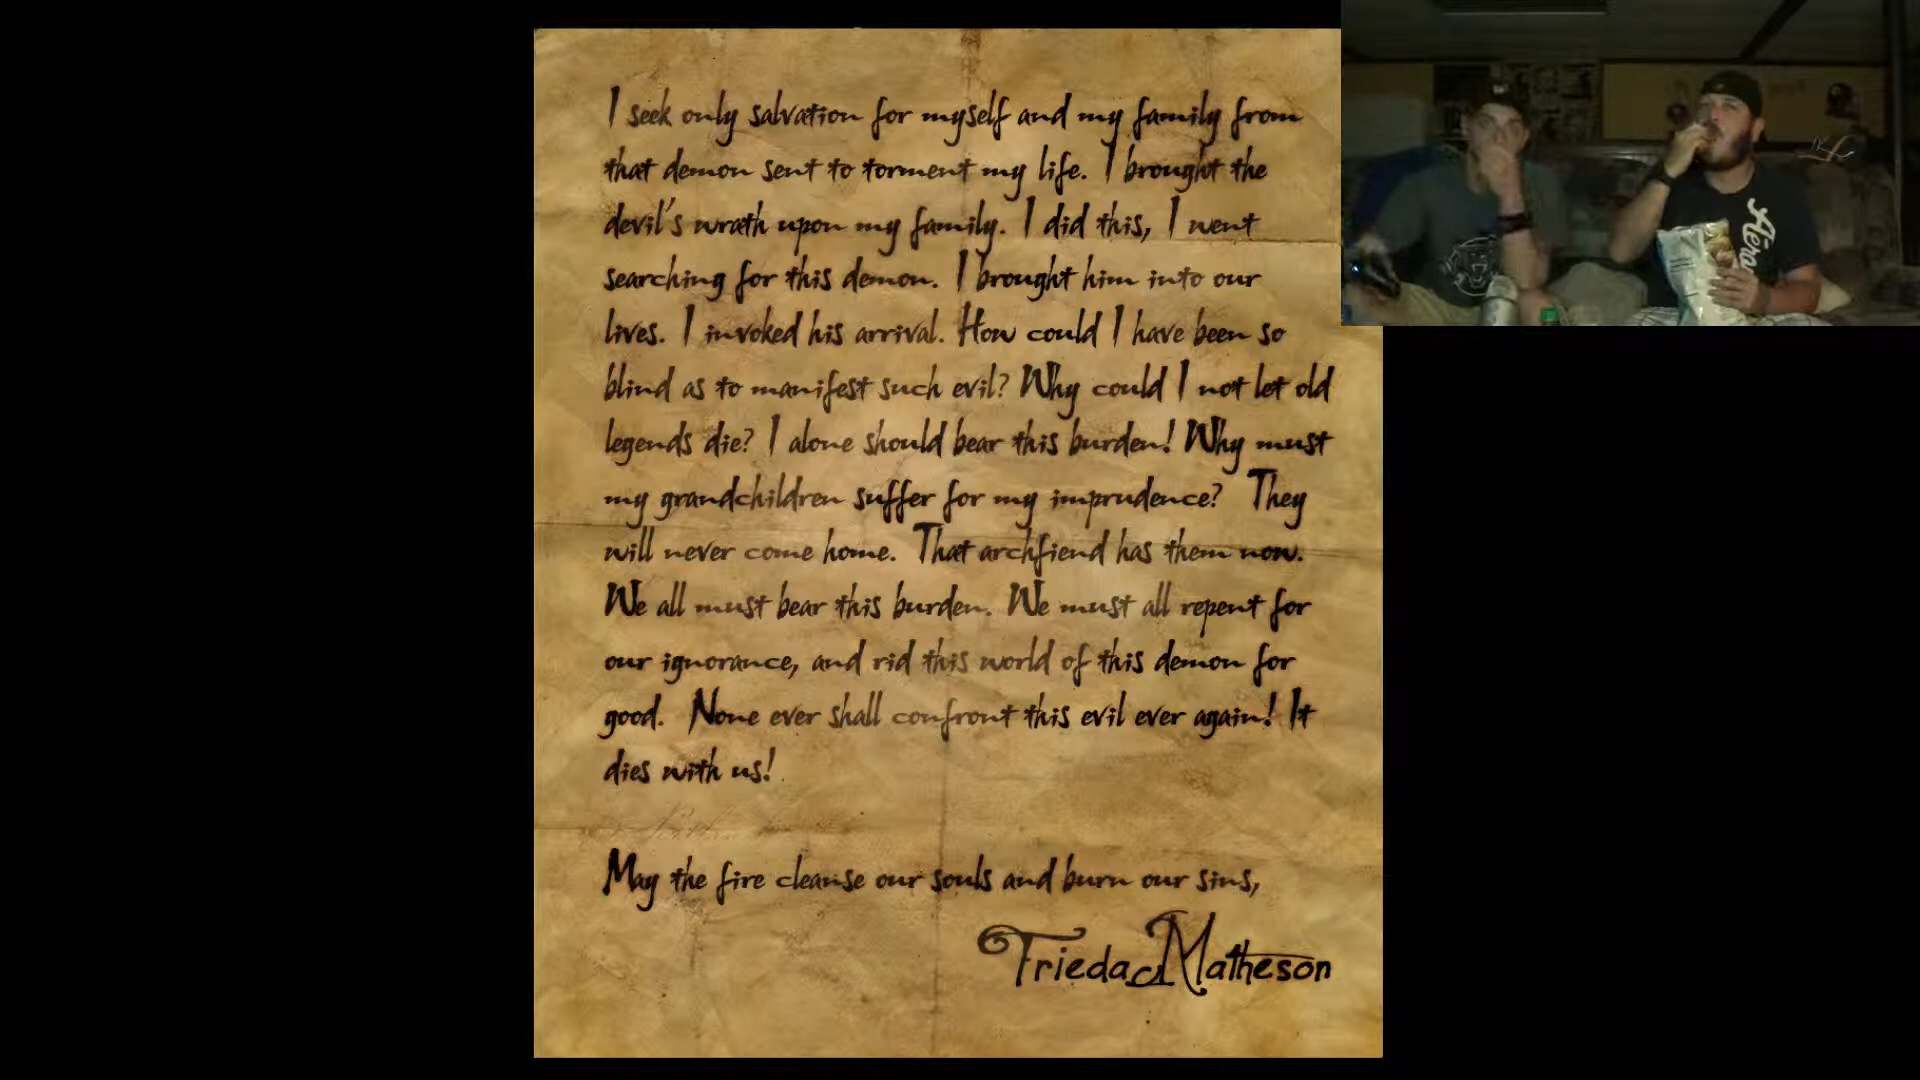 I seek only salvation for myself and my family from
that demon sent to torment my life. I brought the
devil's wrath upon my family. I did this, I went
searching for this demon. I brought him into our
lives. I invoked his arrival. How could I have been so
blind as to manifest such evil? Why could I not let old
legends die? I alone should bear this burden! Why must
my grandchildren suffer for my imprudence? They
will never come home. That archfiend has them now.
We all must bear this burden. We must all repent for
our ignorance, and rid this world of this demon for
good. None ever shall confront this evil ever again! It
dies with us!
May the fire cleanse our souls and burn our sins,
Frieda Matheson
Aero